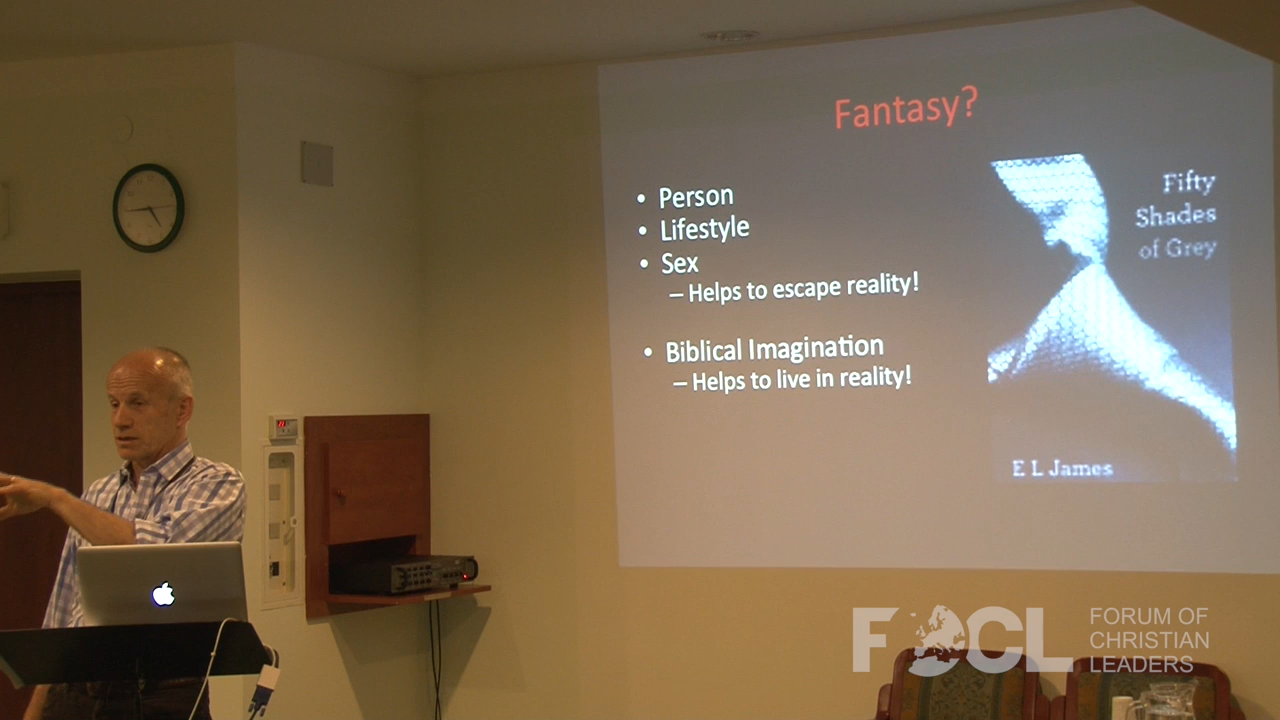 Fantasy?
• Person
• Lifestyle
• Sex
– Helps to escape reality!
• Biblical Imagination
– Helps to live in reality!
Fifty
Shades
of Grey
E L James
FOCL
FORUM OF
CHRISTIAN
LEADERS